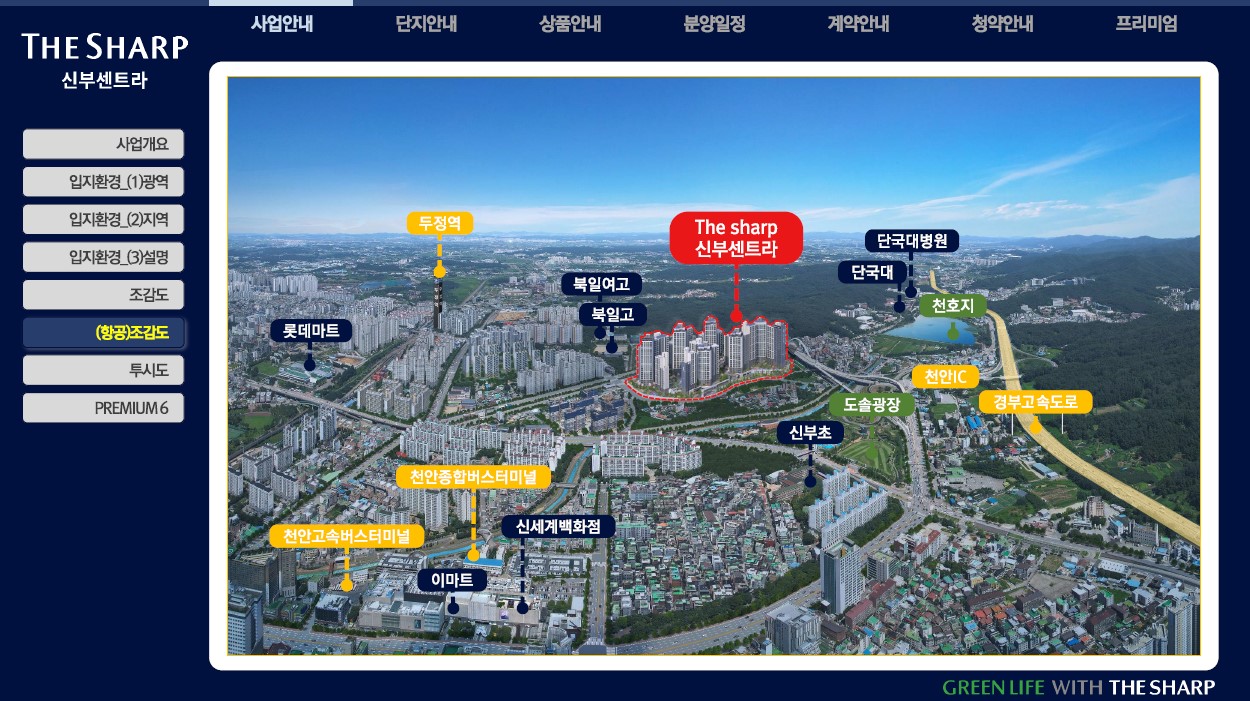 사업안내
단지안내
상품안내
분양일정
계약안내
청약안내
프리미엄
THE SHARP
신부센트라
사업개요
입지환경_(1)광역
입지환경_(2)지역
입지환경_(3)설명
조감도
(항공)조감도
투시도
PREMIUM 6
두정역
The sharp
신부센트라
단국대병원
단국대
북일여고
북일고
천호지
롯데마트
천안IC
경부고속도로
도솔광장
신부초
천안종합버스터미널
신세계백화점
천안고속버스터미널
이마트
GREEN LIFE WITH THE SHARP